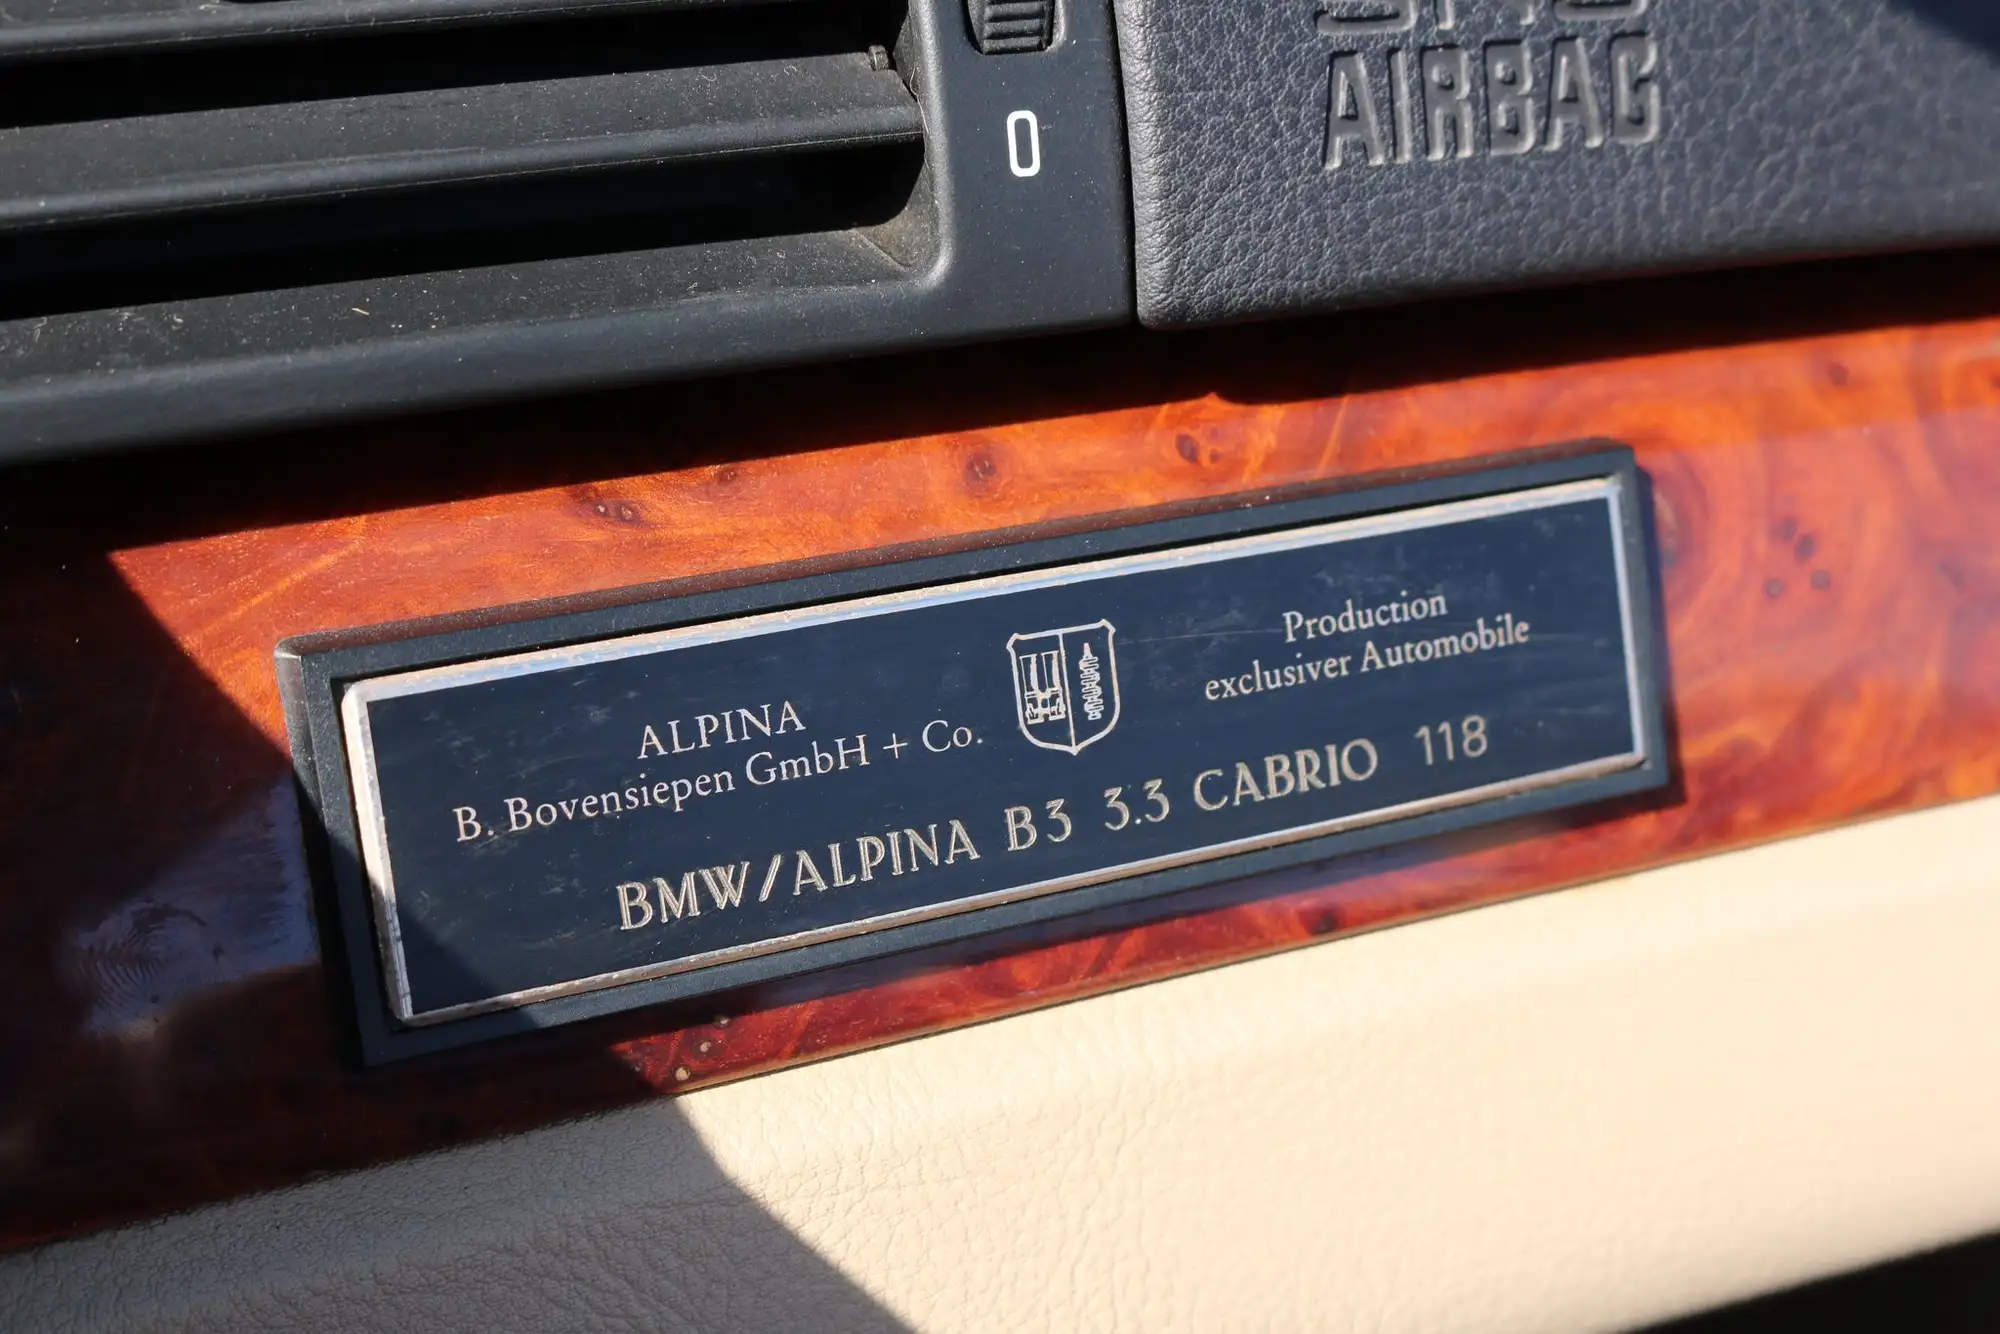 0
AIRBAG
ALPINA
B. Bovensiepen GmbH + Co.
Production
exclusiver Automobile
BMW/ALPINA B3 3.3 CABRIO 118